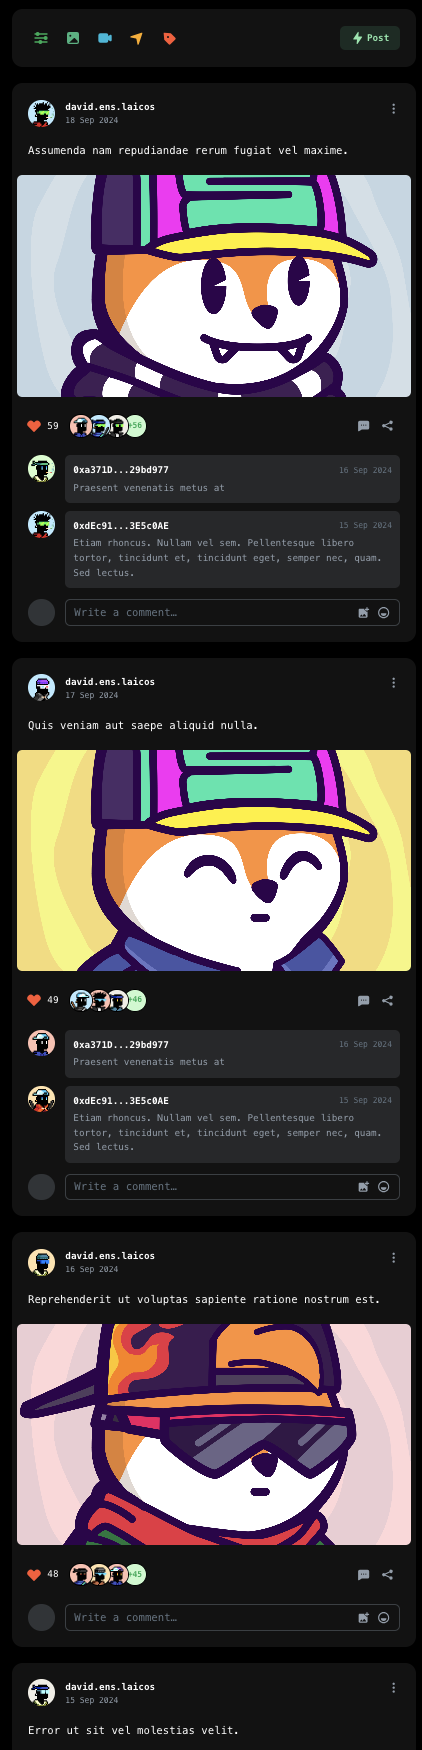 Post
david.ens.laicos
18 Sep 2024
Assumenda nam repudiandae rerum fugiat vel maxime.
59
+56
0xa371D...29bd977
16 Sep 2024
Praesent venenatis metus at
0xdEc91...3E5c0AE
15 Sep 2024
Etiam rhoncus. Nullam vel sem. Pellentesque libero
tortor, tincidunt et, tincidunt eget, semper nec, quam.
Sed lectus.
Write a comment…
david.ens.laicos
17 Sep 2024
Quis veniam aut saepe aliquid nulla.
49
+46
0xa371D...29bd977
16 Sep 2024
Praesent venenatis metus at
0xdEc91...3E5c0AE
15 Sep 2024
Etiam rhoncus. Nullam vel sem. Pellentesque libero
tortor, tincidunt et, tincidunt eget, semper nec, quam.
Sed lectus.
Write a comment…
david.ens.laicos
16 Sep 2024
Reprehenderit ut voluptas sapiente ratione nostrum est.
48
+45
Write a comment…
david.ens.laicos
15 Sep 2024
Error ut sit vel molestias velit.